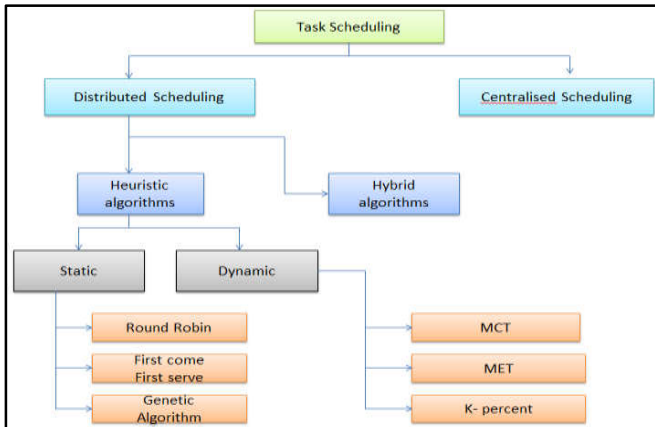 Task Scheduling
Distributed Scheduling
Centralised Scheduling
Heuristic
algorithms
Hybrid
algorithms
Static
Dynamic
Round Robin
First come
First serve
Genetic
Algorithm
MCT
MET
K- percent